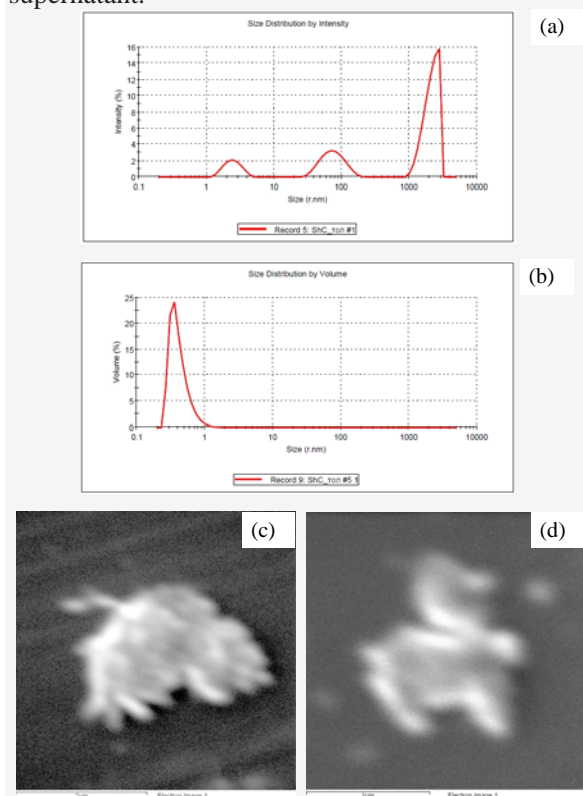 supernatant.
(a)
Size Distribution by Intensity
Intensity (%)
16
14
12
10
8
6
4
2
0
0.1 1 10 100 1000 10000
Size (r.nm)
Record 5: ShC_тол #1
(b)
Size Distribution by Volume
Volume (%)
25
20
15
10
5
0
0.1 1 10 100 1000 10000
Size (r.nm)
Record 9: ShC_тол #5 1
(c) (d)
Electron Image 1 Electron Image 1